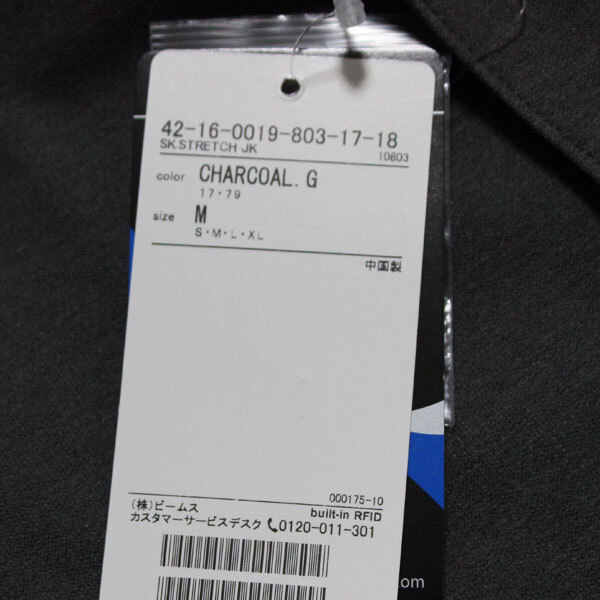 42-16-0019-803-17-18
SK.STRETCH JK 10803
color CHARCOAL. G
17・79
size M
S・M・L・XL
中国製
000175-10
(株)ビームス built-in RFID
カスタマーサービスデスク 0120-011-301
.com